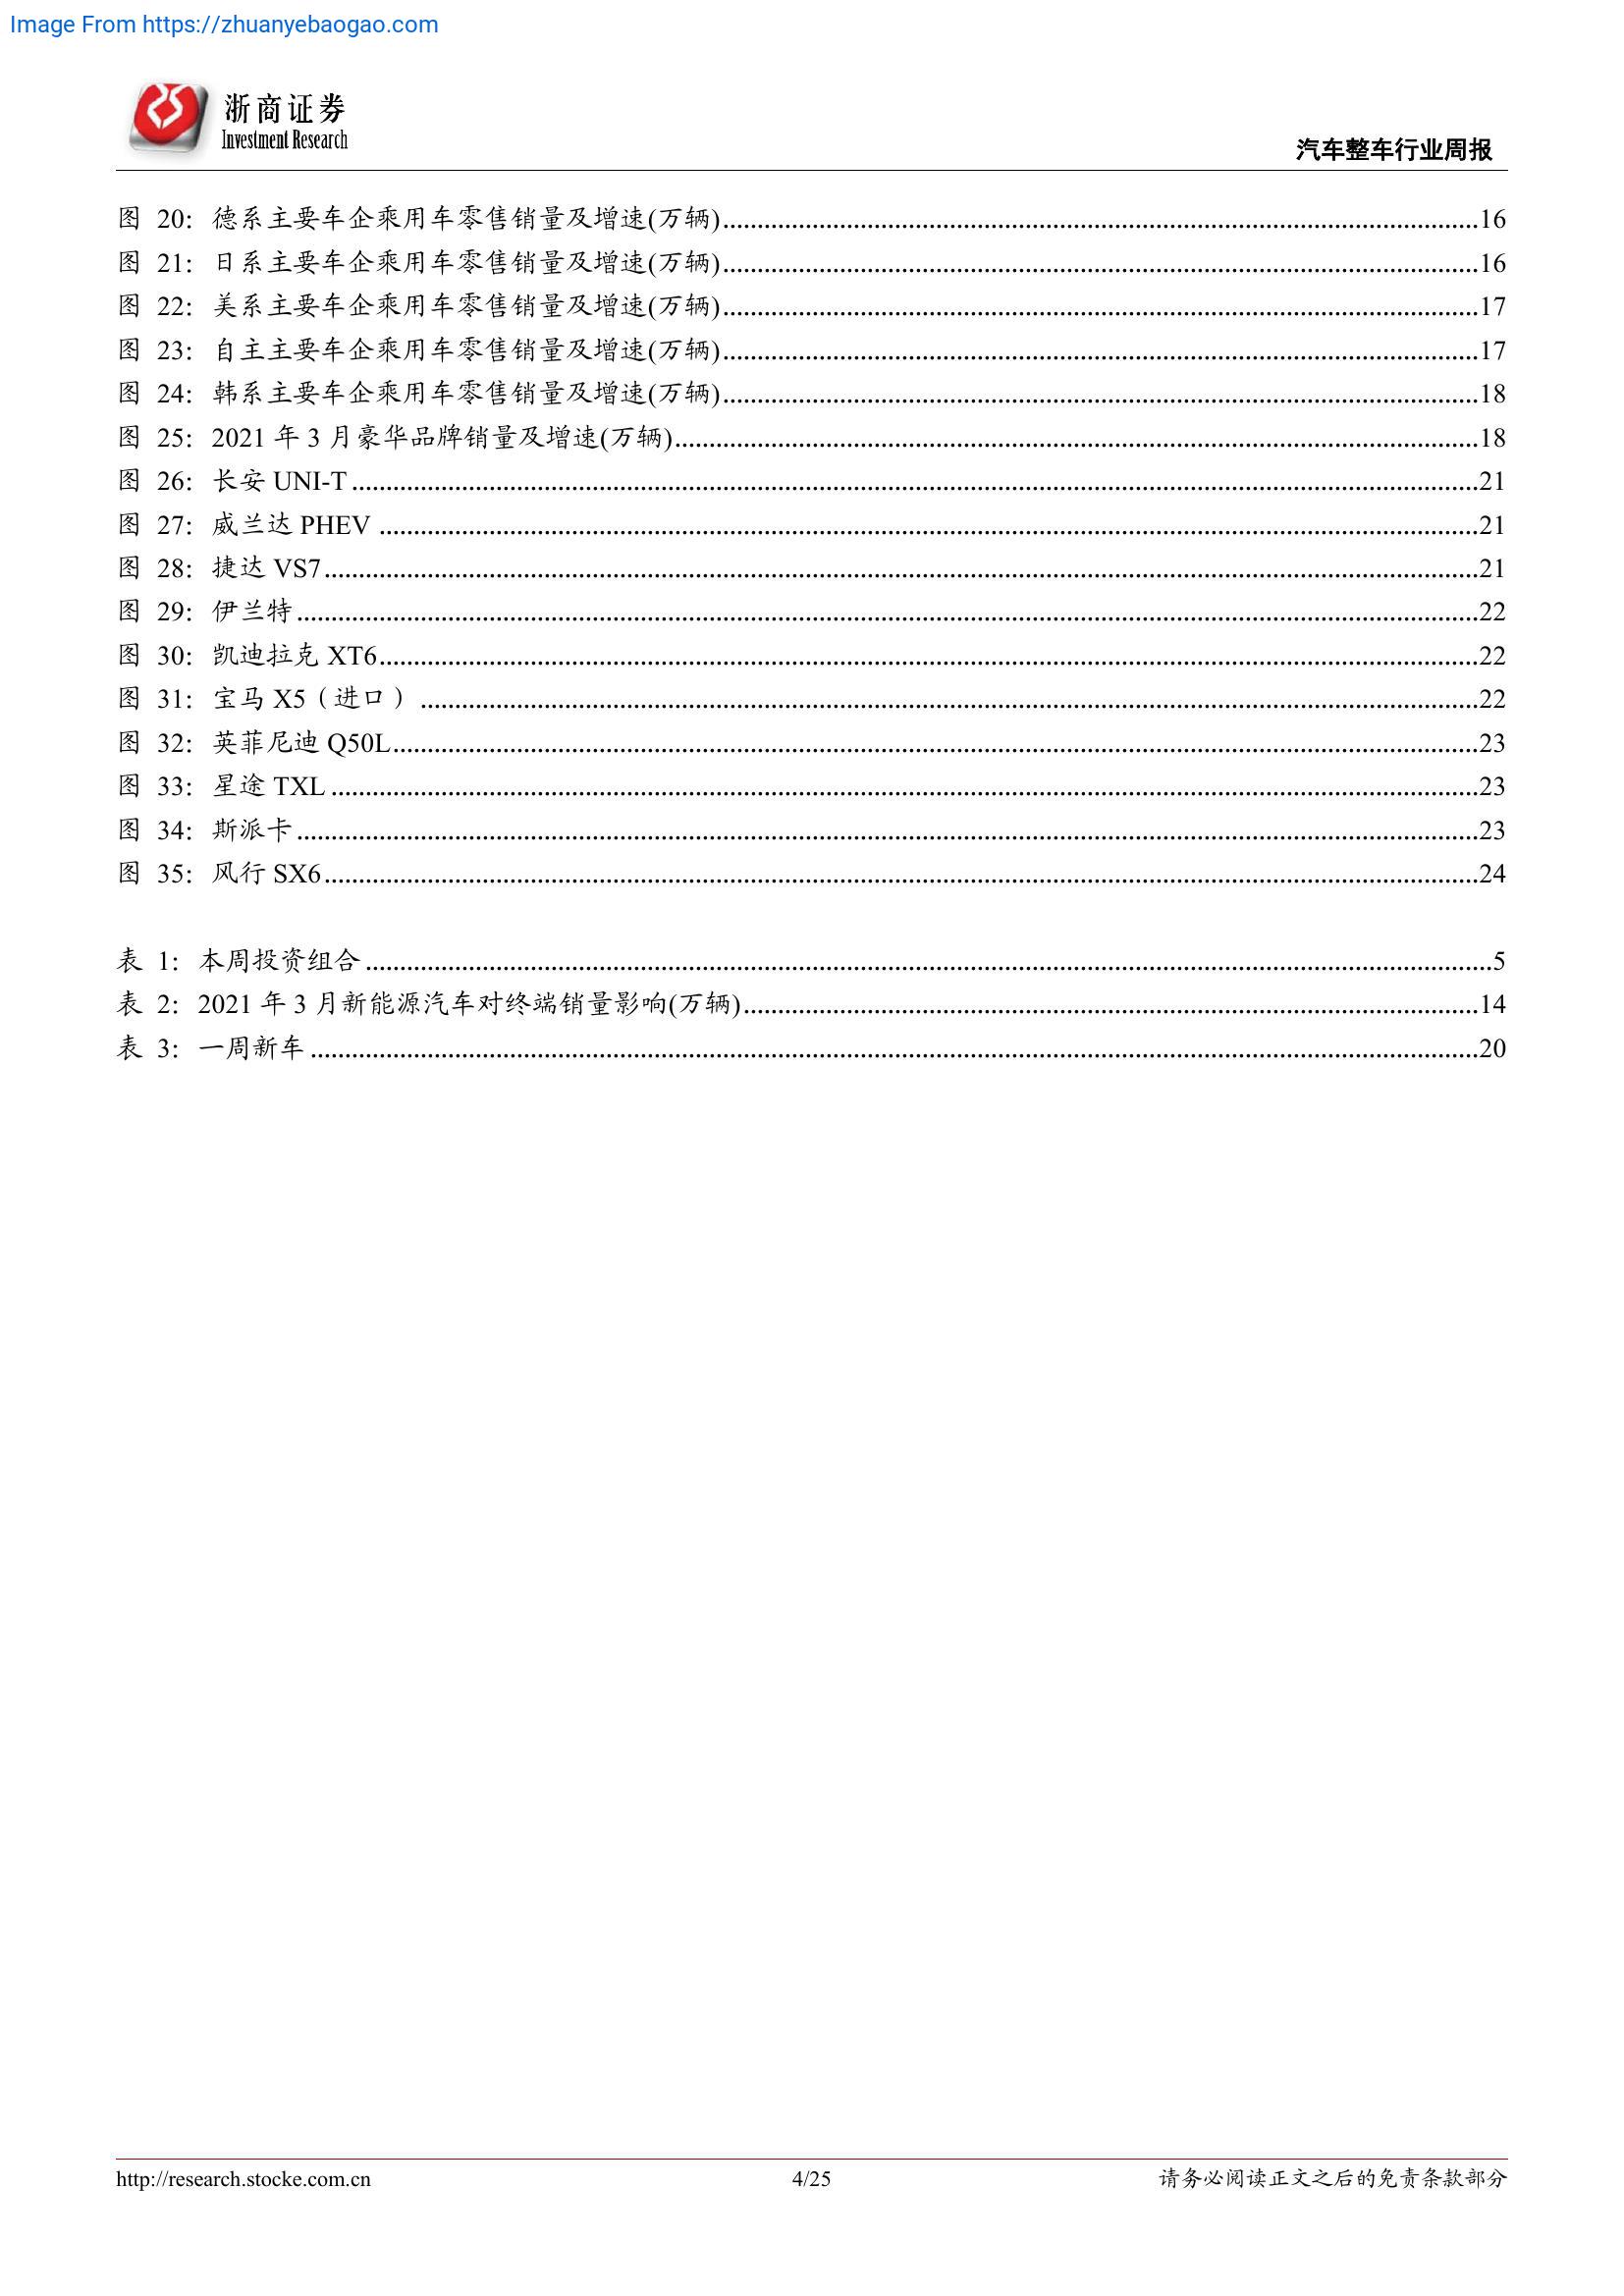 Image From https://zhuanyebaogao.com
浙商证券
Investment Research
汽车整车行业周报
图 20：德系主要车企乘用车零售销量及增速(万辆)................16
图 21：日系主要车企乘用车零售销量及增速(万辆)................16
图 22：美系主要车企乘用车零售销量及增速(万辆)................17
图 23：自主主要车企乘用车零售销量及增速(万辆)................17
图 24：韩系主要车企乘用车零售销量及增速(万辆)................18
图 25：2021 年 3 月豪华品牌销量及增速(万辆)................18
图 26：长安 UNI-T ................21
图 27：威兰达 PHEV ................21
图 28：捷达 VS7................21
图 29：伊兰特................22
图 30：凯迪拉克 XT6................22
图 31：宝马 X5（进口）................22
图 32：英菲尼迪 Q50L................23
图 33：星途 TXL ................23
图 34：斯派卡................23
图 35：风行 SX6................24
表 1：本周投资组合................5
表 2：2021 年 3 月新能源汽车对终端销量影响(万辆)................14
表 3：一周新车................20
http://research.stocke.com.cn 4/25 请务必阅读正文之后的免责条款部分